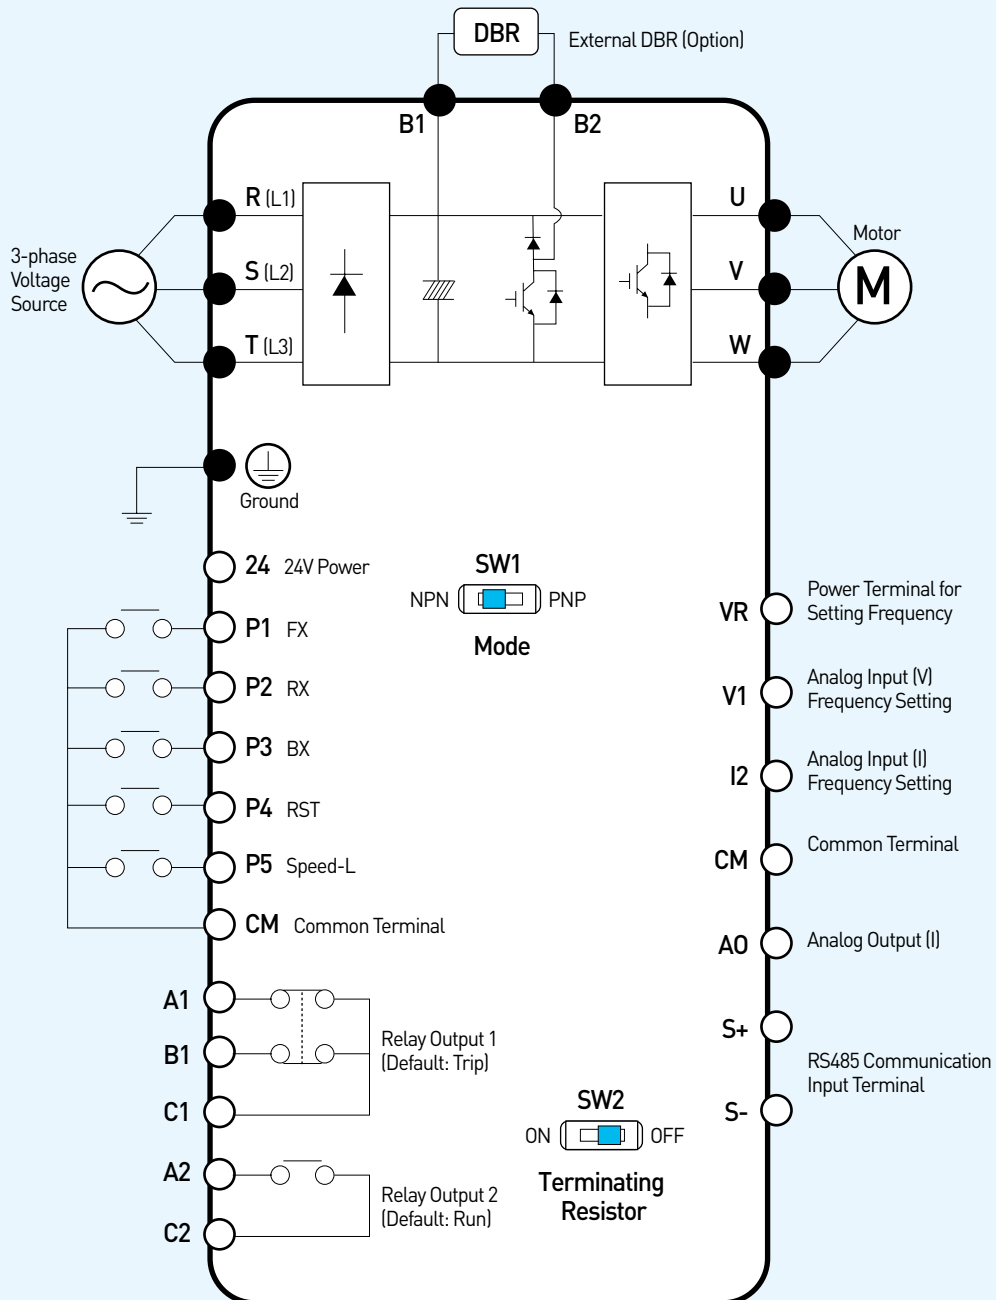 DBR
External DBR (Option)
B1
B2
R (L1)
S (L2)
T (L3)
3-phase
Voltage
Source
U
V
W
Motor
M
Ground
24 24V Power
P1 FX
P2 RX
P3 BX
P4 RST
P5 Speed-L
CM Common Terminal
SW1
NPN
PNP
Mode
VR
Power Terminal for
Setting Frequency
V1
Analog Input (V)
Frequency Setting
I2
Analog Input (I)
Frequency Setting
CM
Common Terminal
AO
Analog Output (I)
S+
S-
RS485 Communication
Input Terminal
A1
B1
C1
Relay Output 1
(Default: Trip)
A2
C2
Relay Output 2
(Default: Run)
SW2
ON
OFF
Terminating
Resistor